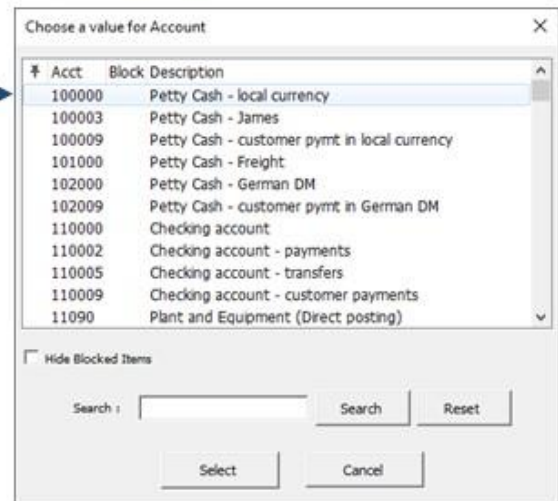 Choose a value for Account
Acct Block Description
100000 Petty Cash - local currency
100003 Petty Cash - James
100009 Petty Cash - customer pymt in local currency
101000 Petty Cash - Freight
102000 Petty Cash - German DM
102009 Petty Cash - customer pymt in German DM
110000 Checking account
110002 Checking account - payments
110005 Checking account - transfers
110009 Checking account - customer payments
11090 Plant and Equipment (Direct posting)
Hide Blocked Items
Search : Search Reset
Select Cancel